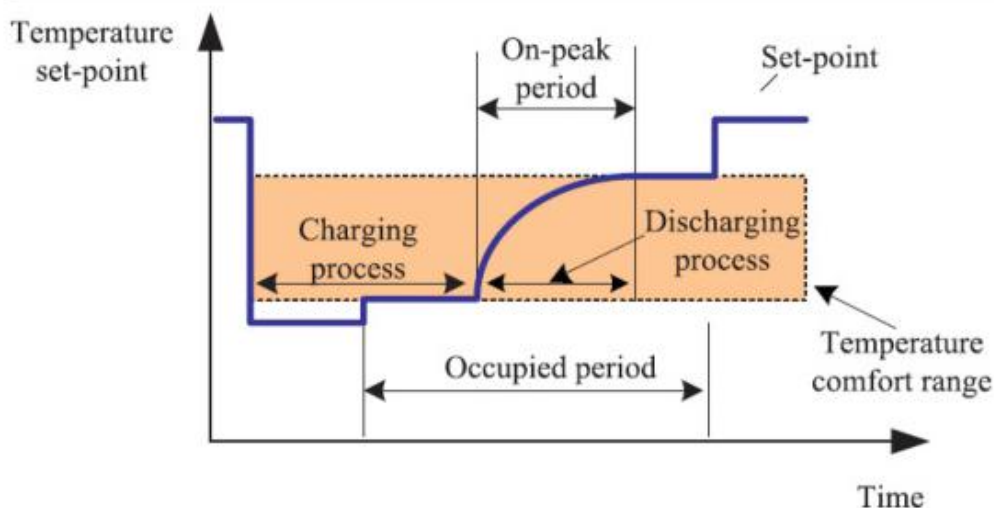 Temperature
set-point
On-peak
period
Set-point
Charging
process
Discharging
process
Occupied period
Temperature
comfort range
Time